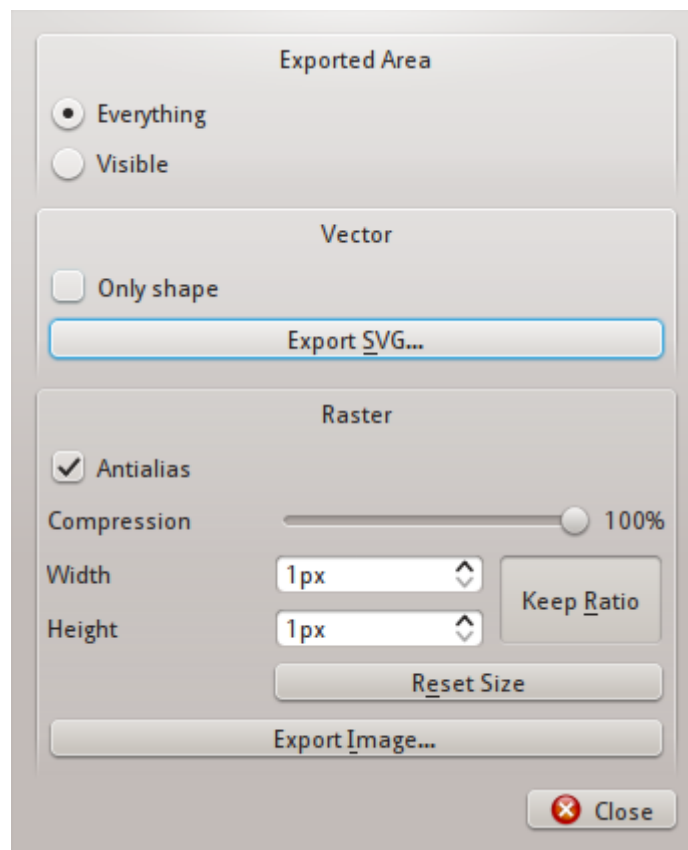 Exported Area
Everything
Visible
Vector
Only shape
Export SVG...
Raster
Antialias
Compression 100%
Width 1px
Keep Ratio
Height 1px
Reset Size
Export Image...
Close